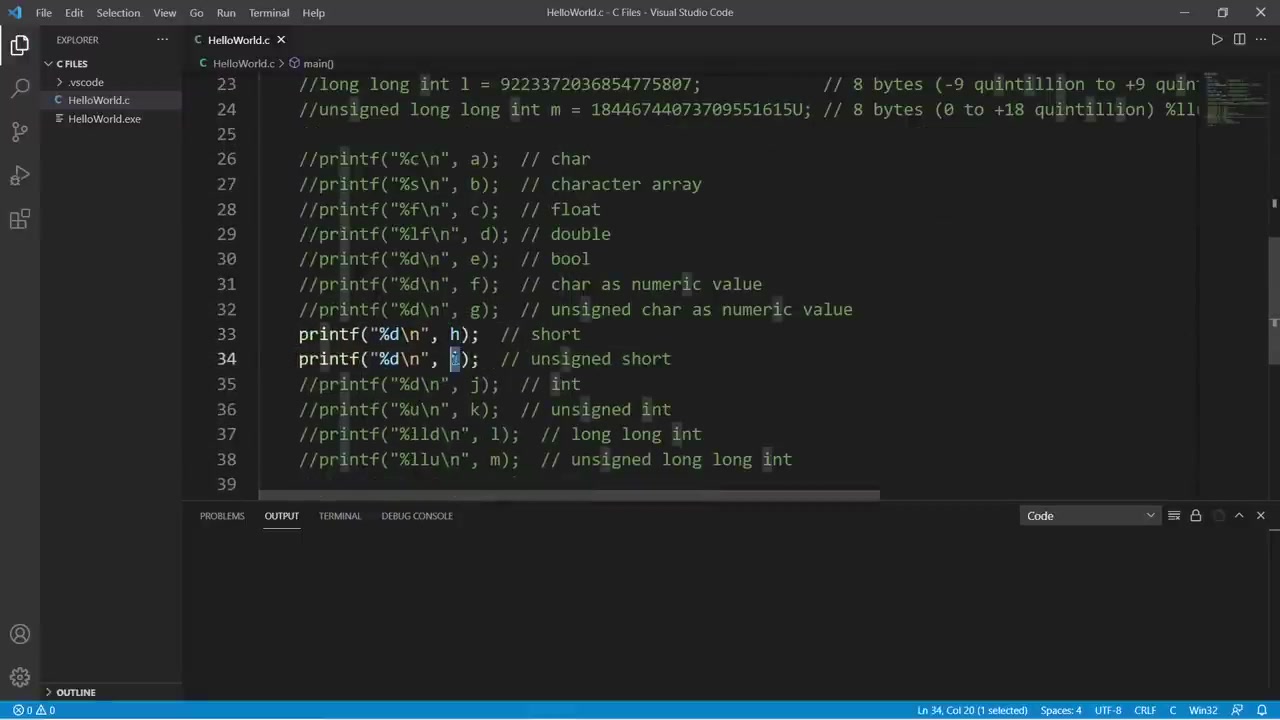 File Edit Selection View Go Run Terminal Help HelloWorld.c - C Files - Visual Studio Code
EXPLORER
HelloWorld.c
C FILES
HelloWorld.c > main()
.vscode
HelloWorld.c
HelloWorld.exe
23 //long long int l = 9223372036854775807; // 8 bytes (-9 quintillion to +9 quin
24 //unsigned long long int m = 18446744073709551615U; // 8 bytes (0 to +18 quintillion) %llu
25
26 //printf("%c\n", a); // char
27 //printf("%s\n", b); // character array
28 //printf("%f\n", c); // float
29 //printf("%lf\n", d); // double
30 //printf("%d\n", e); // bool
31 //printf("%d\n", f); // char as numeric value
32 //printf("%d\n", g); // unsigned char as numeric value
33 printf("%d\n", h); // short
34 printf("%d\n", i); // unsigned short
35 //printf("%d\n", j); // int
36 //printf("%u\n", k); // unsigned int
37 //printf("%lld\n", l); // long long int
38 //printf("%llu\n", m); // unsigned long long int
39
PROBLEMS OUTPUT TERMINAL DEBUG CONSOLE Code
OUTLINE
0 0 Ln 34, Col 20 (1 selected) Spaces: 4 UTF-8 CRLF C Win32